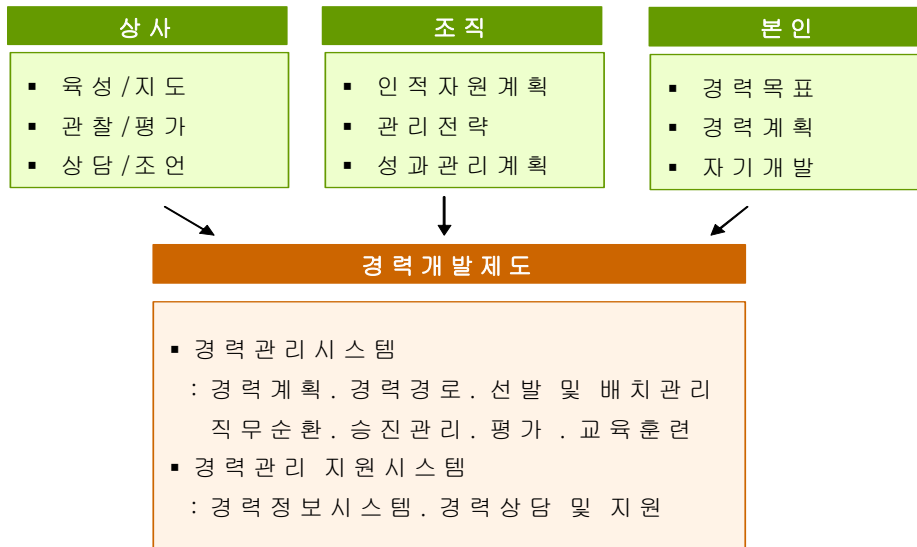 상사
육성/지도
관찰/평가
상담/조언
조직
인적자원계획
관리전략
성과관리계획
본인
경력목표
경력계획
자기개발
경력개발제도
경력관리시스템
: 경력계획. 경력경로. 선발 및 배치관리
직무순환. 승진관리. 평가. 교육훈련
경력관리 지원시스템
: 경력정보시스템. 경력상담 및 지원